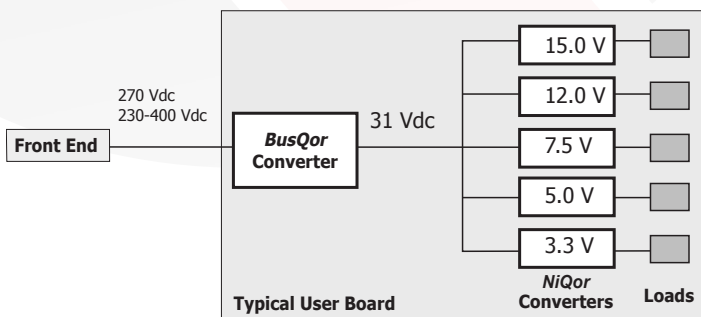 270 Vdc
230-400 Vdc
Front End
BusQor
Converter
31 Vdc
15.0 V
12.0 V
7.5 V
5.0 V
3.3 V
NiQor
Converters
Loads
Typical User Board